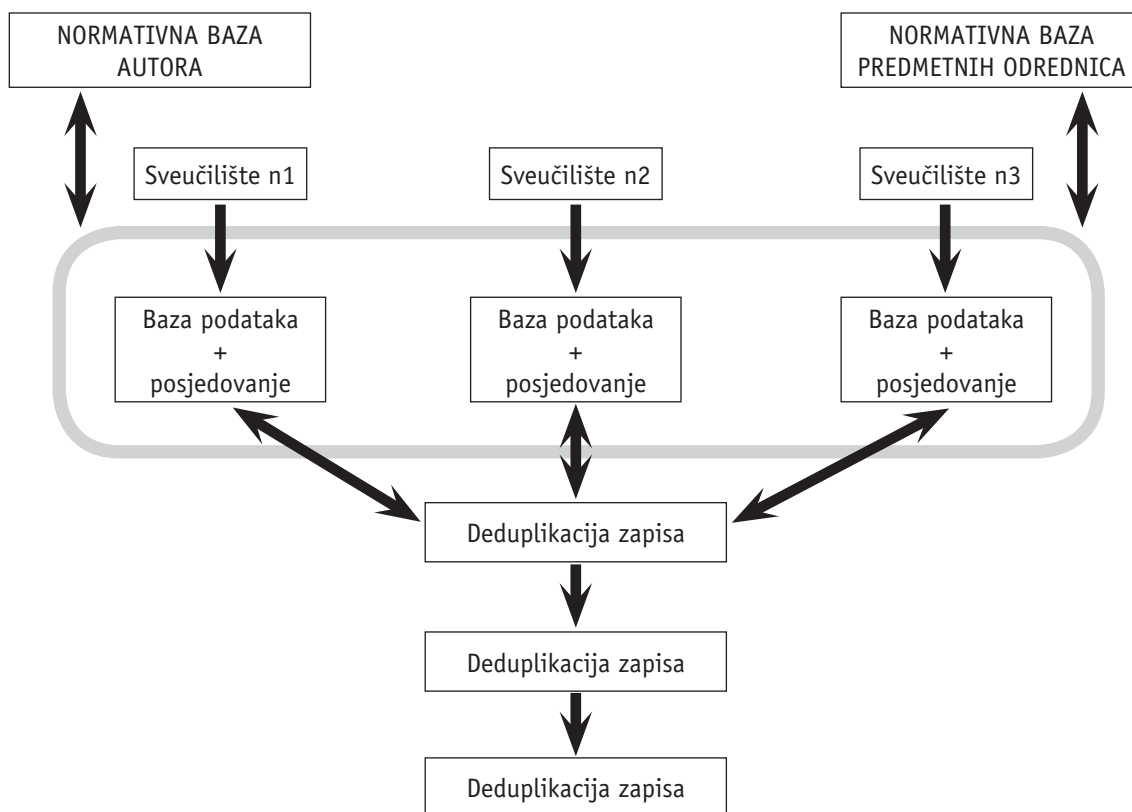 NORMATIVNA BAZA
AUTORA
NORMATIVNA BAZA
PREDMETNIH ODREDNICA
Sveučilište n1
Sveučilište n2
Sveučilište n3
Baza podataka
+
posjedovanje
Baza podataka
+
posjedovanje
Baza podataka
+
posjedovanje
Deduplikacija zapisa
Deduplikacija zapisa
Deduplikacija zapisa